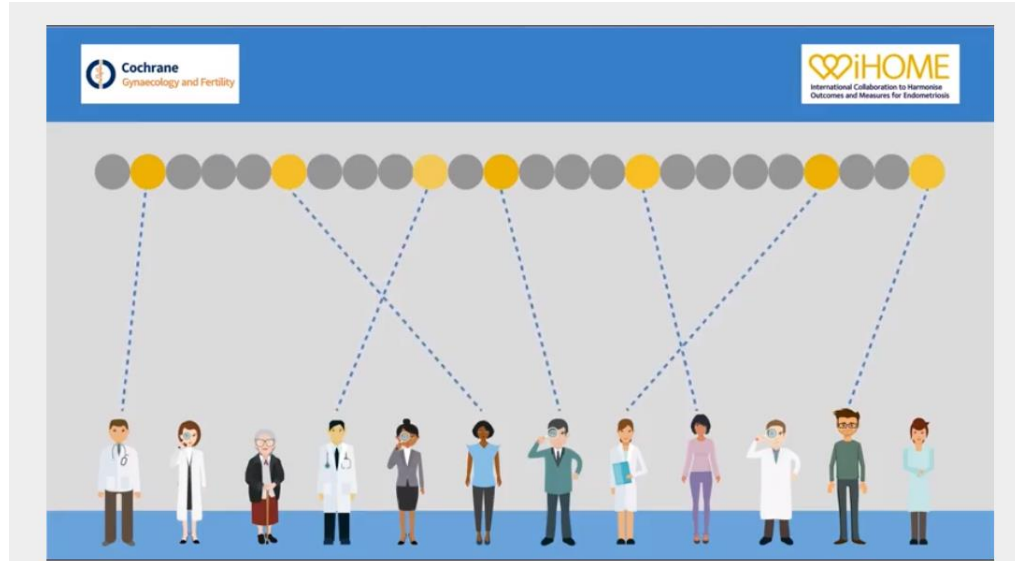 Cochrane
Gynaecology and Fertility
iHOME
International Collaboration to Harmonise
Outcomes and Measures for Endometriosis